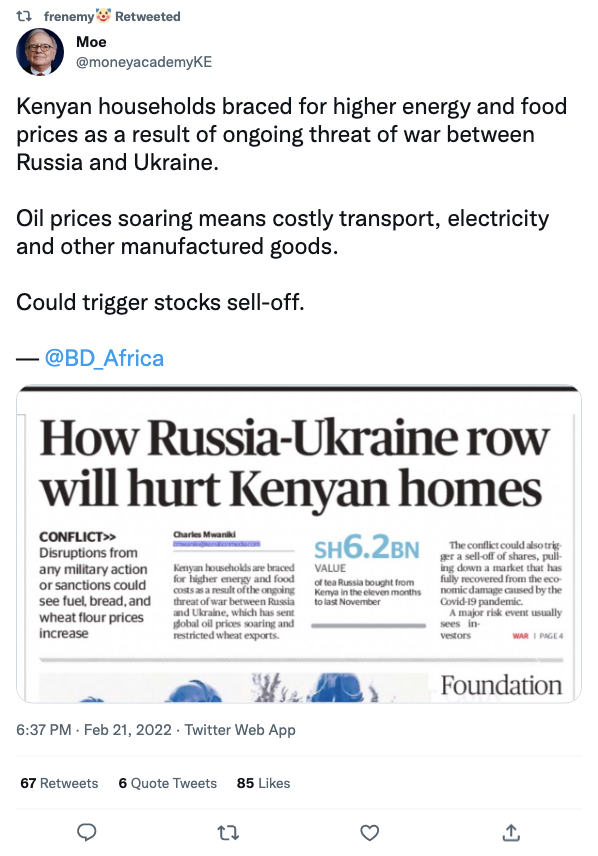 frenemy🤡 Retweeted
Moe
@moneyacademyKE
Kenyan households braced for higher energy and food
prices as a result of ongoing threat of war between
Russia and Ukraine.
Oil prices soaring means costly transport, electricity
and other manufactured goods.
Could trigger stocks sell-off.
— @BD_Africa
How Russia-Ukraine row
will hurt Kenyan homes
CONFLICT>>
Disruptions from
any military action
or sanctions could
see fuel, bread, and
wheat flour prices
increase
Charles Mwaniki
Kenyan households are braced
for higher energy and food
costs as a result of the ongoing
threat of war between Russia
and Ukraine, which has sent
global oil prices soaring and
restricted wheat exports.
SH6.2BN
VALUE
of tea Russia bought from
Kenya in the eleven months
to last November
The conflict could also trig-
ger a sell-off of shares, pull-
ing down a market that has
fully recovered from the eco-
nomic damage caused by the
Covid-19 pandemic.
A major risk event usually
sees in-
vestors
WAR | PAGE 4
Foundation
6:37 PM · Feb 21, 2022 · Twitter Web App
67 Retweets 6 Quote Tweets 85 Likes